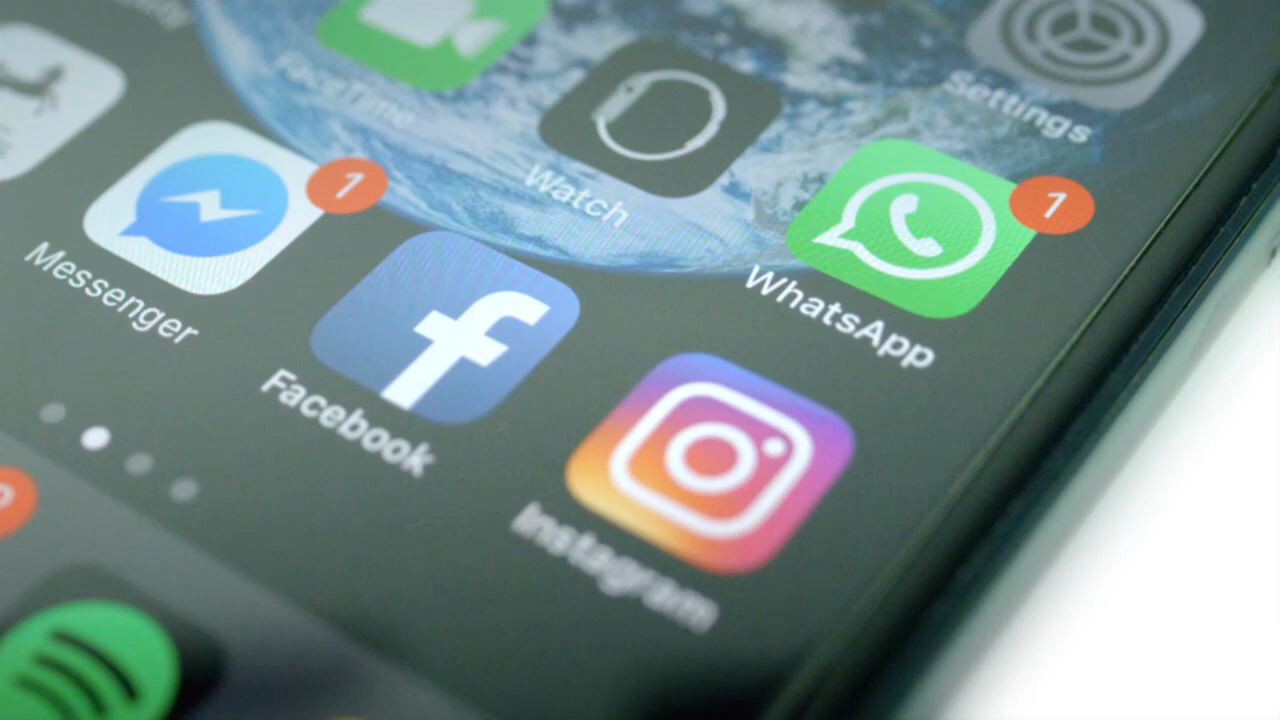 FaceTime
Watch
Settings
Messenger
1
WhatsApp
1
Facebook
Instagram